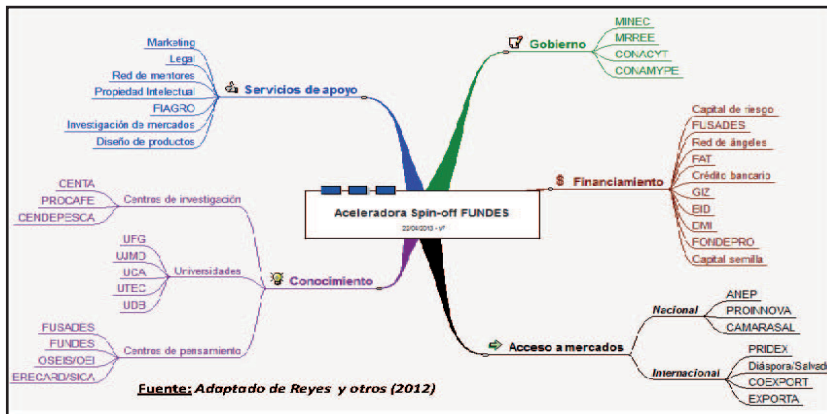 Marketing
Legal
Red de mentores
Propiedad Intelectual
FIAGRO
Investigación de mercados
Diseño de productos
Servicios de apoyo
Gobierno
MINEC
MRREE
CONACYT
CONAMYPE
Financiamiento
Capital de riesgo
FUSADES
Red de ángeles
FAT
Crédito bancario
GIZ
BID
DMI
FONDEPRO
Capital semilla
Aceleradora Spin-off FUNDES
Conocimiento
Centros de investigación
CENTA
PROCAFE
CENDEPESCA
Universidades
UFG
UJMD
UCA
UTEC
UDB
Centros de pensamiento
FUSADES
FUNDES
OSEIS/OEI
ERECARD/SICA
Acceso a mercados
Nacional
ANEP
PROINNOVA
CAMARASAL
Internacional
PRIDEX
Diáspora/Salvad
COEXPORT
EXPORTA
Fuente: Adaptado de Reyes y otros (2012)